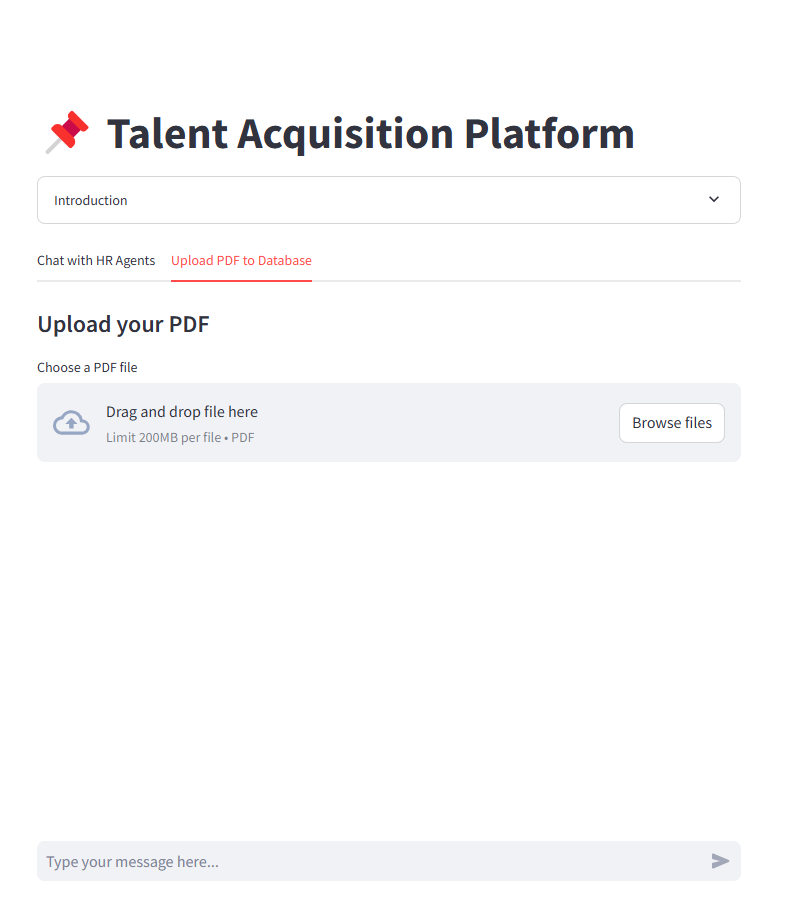 Talent Acquisition Platform
Introduction
Chat with HR Agents Upload PDF to Database
Upload your PDF
Choose a PDF file
Drag and drop file here
Limit 200MB per file • PDF
Browse files
Type your message here...